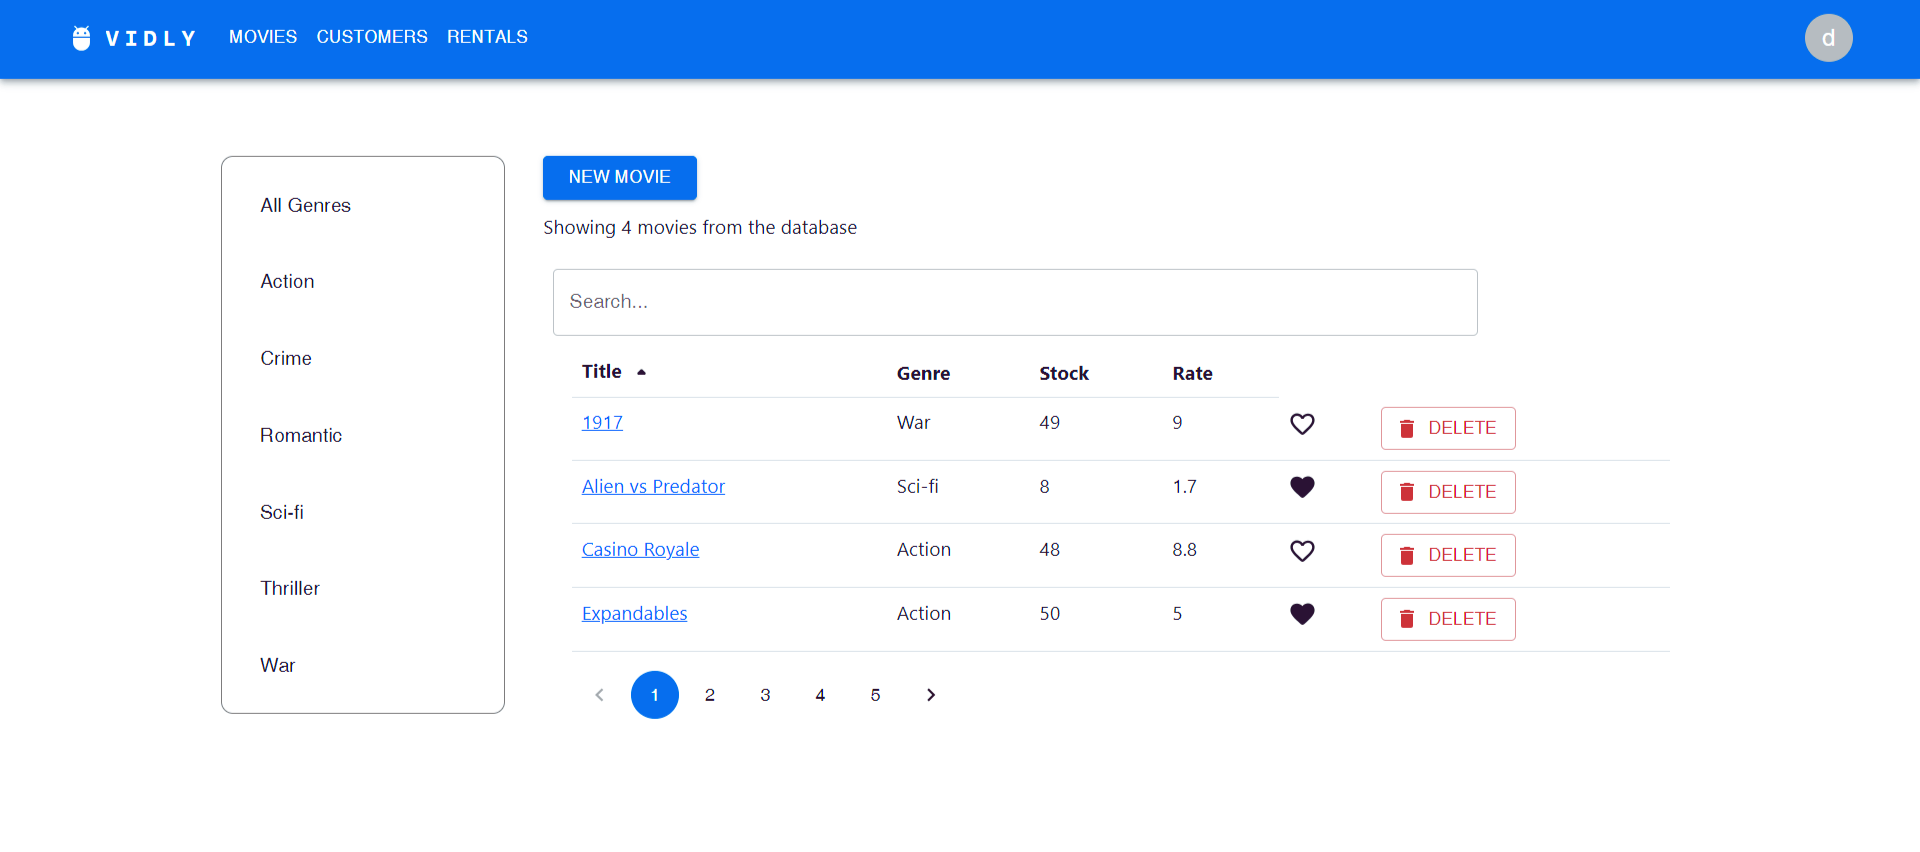 VIDLY MOVIES CUSTOMERS RENTALS d
All Genres
Action
Crime
Romantic
Sci-fi
Thriller
War
NEW MOVIE
Showing 4 movies from the database
Search...
Title Genre Stock Rate
1917 War 49 9 DELETE
Alien vs Predator Sci-fi 8 1.7 DELETE
Casino Royale Action 48 8.8 DELETE
Expandables Action 50 5 DELETE
1 2 3 4 5